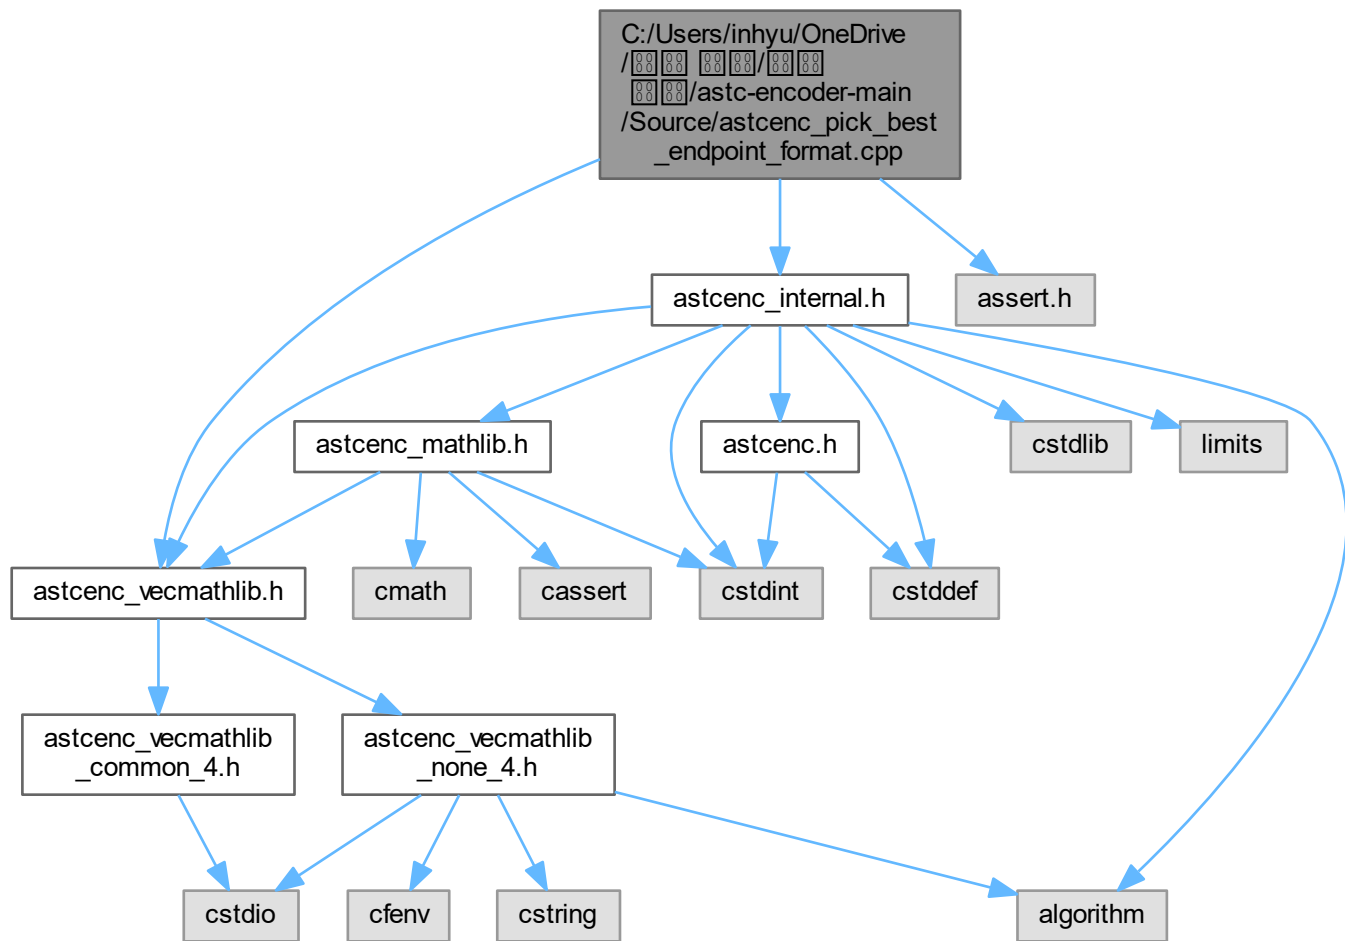 C:/Users/inhyu/OneDrive
/astc-encoder-main
/Source/astcenc_pick_best
_endpoint_format.cpp
astcenc_internal.h
assert.h
astcenc_mathlib.h
astcenc.h
cstdlib
limits
astcenc_vecmathlib.h
cmath
cassert
cstdint
cstddef
astcenc_vecmathlib
_common_4.h
astcenc_vecmathlib
_none_4.h
cstdio
cfenv
cstring
algorithm